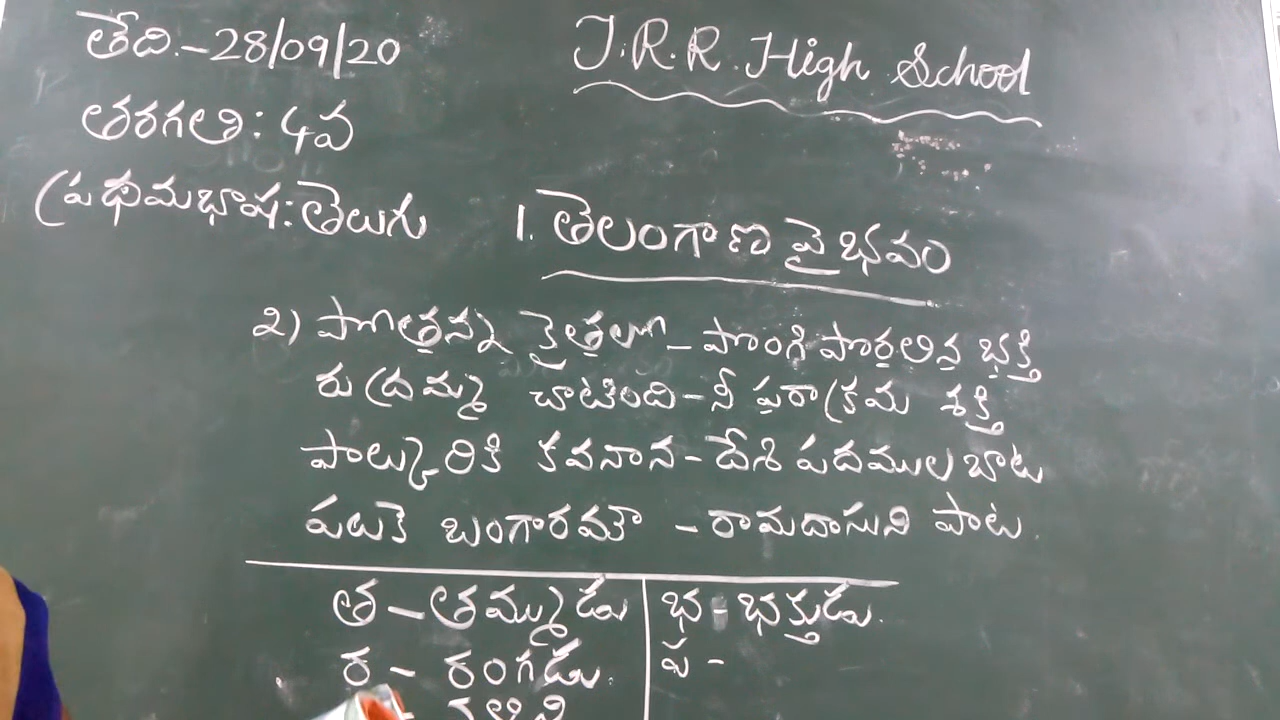 తేది.-28/09/20
J.R.R. High School
తరగతి: 4వ
ప్రథమభాష: తెలుగు
1. తెలంగాణ వైభవం
2) పోతన్న కైతలో - పొంగి పొర్లలిన భక్తి
రుద్రమ్మ చాటింది - నీ పరాక్రమ శక్తి
పాల్కురికి కవనాన - దేశి పదముల బాట
పలుకే బంగారమౌ - రామదాసుని పాట.
త - తమ్ముడు
భ - భక్తుడు.
ర - రంగడు.
ప -